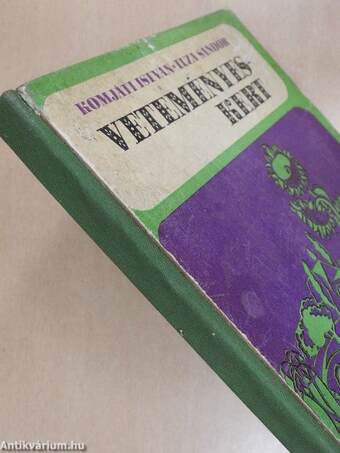 KOMJÁTI ISTVÁN-TIZA SÁNDOR
VETEMÉNYES-
KERT
Antikvárium.hu